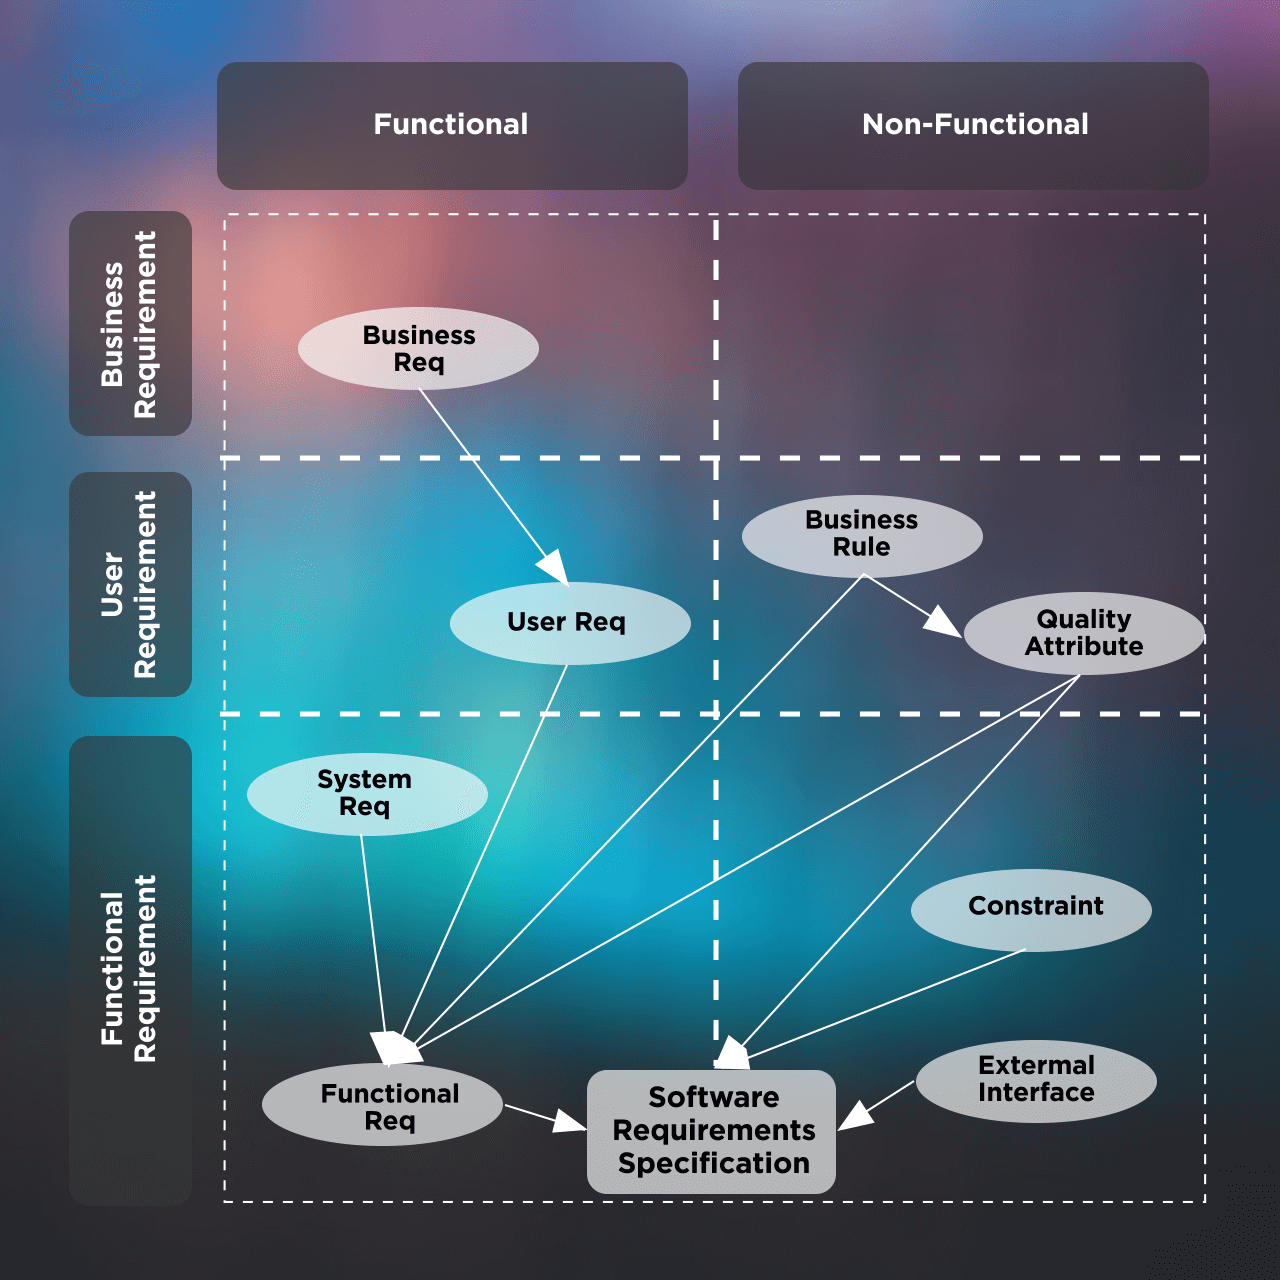 Functional
Non-Functional
Business
Requirement
Business
Req
User
Requirement
Business
Rule
User Req
Quality
Attribute
Functional
Requirement
System
Req
Constraint
Functional
Req
Software
Requirements
Specification
Extermal
Interface